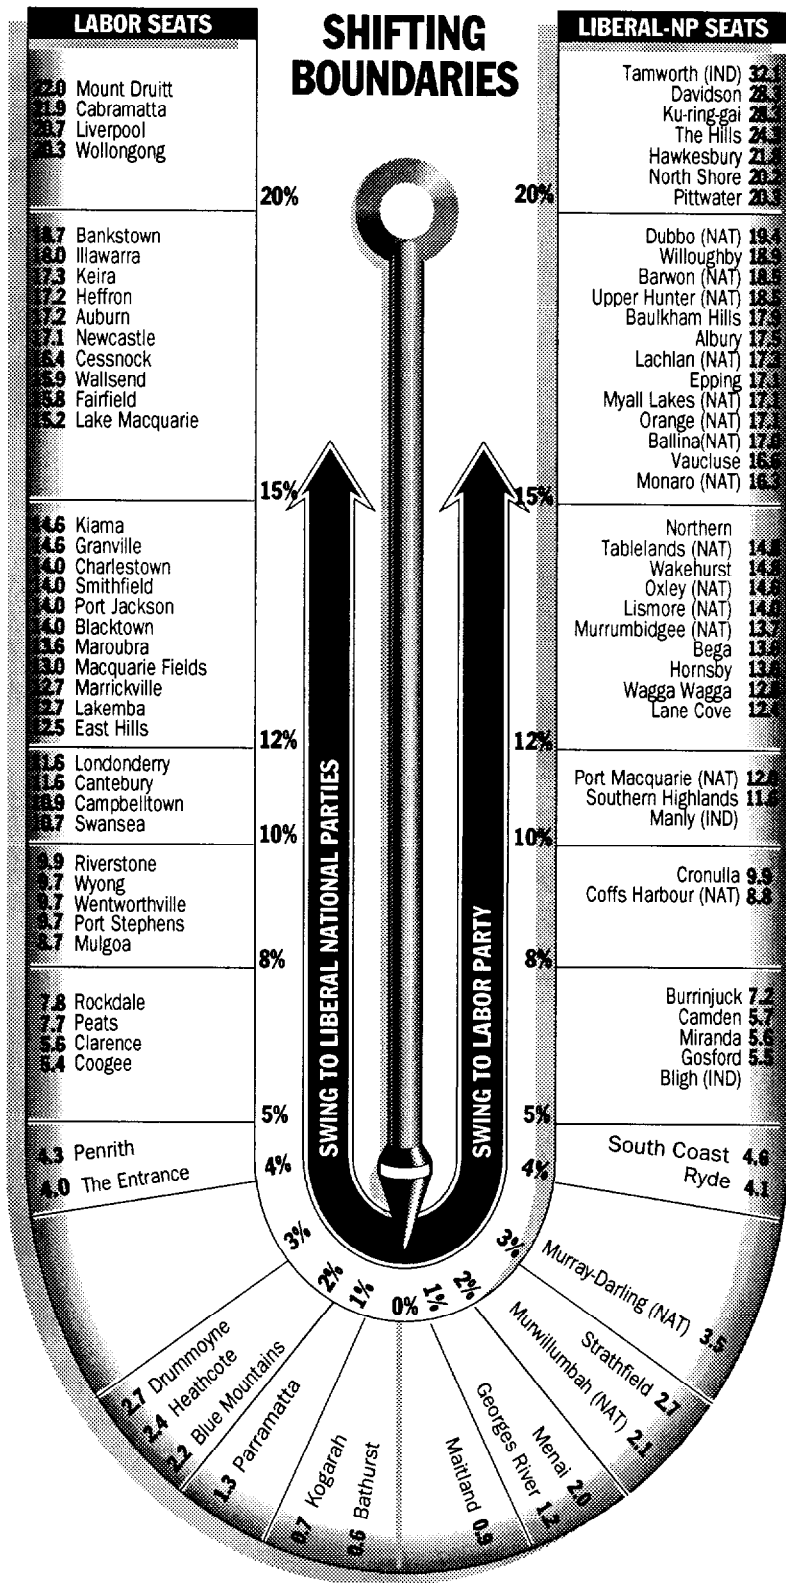 SHIFTING
BOUNDARIES
LABOR SEATS
22.0 Mount Druitt
21.9 Cabramatta
20.7 Liverpool
20.3 Wollongong
20%
18.7 Bankstown
18.0 Illawarra
17.3 Keira
17.2 Heffron
17.2 Auburn
17.1 Newcastle
16.4 Cessnock
15.9 Wallsend
15.8 Fairfield
15.2 Lake Macquarie
15%
14.6 Kiama
14.6 Granville
14.0 Charlestown
14.0 Smithfield
14.0 Port Jackson
14.0 Blacktown
13.6 Maroubra
13.0 Macquarie Fields
12.7 Marrickville
12.7 Lakemba
12.5 East Hills
12%
11.6 Londonderry
11.6 Cantebury
10.9 Campbelltown
10.7 Swansea
10%
9.9 Riverstone
9.7 Wyong
9.7 Wentworthville
9.7 Port Stephens
8.7 Mulgoa
8%
7.8 Rockdale
7.7 Peats
5.6 Clarence
5.4 Coogee
5%
4.3 Penrith
4.0 The Entrance
4%
3%
2.7 Drummoyne
2.4 Heathcote
2.2 Blue Mountains
2%
1.3 Parramatta
1%
0.7 Kogarah
0.6 Bathurst
0%
SWING TO LIBERAL NATIONAL PARTIES
SWING TO LABOR PARTY
LIBERAL-NP SEATS
Tamworth (IND) 32.1
Davidson 28.3
Ku-ring-gai 28.3
The Hills 24.3
Hawkesbury 21.8
North Shore 20.2
Pittwater 20.3
20%
Dubbo (NAT) 19.4
Willoughby 18.9
Barwon (NAT) 18.5
Upper Hunter (NAT) 18.5
Baulkham Hills 17.9
Albury 17.5
Lachlan (NAT) 17.3
Epping 17.1
Myall Lakes (NAT) 17.1
Orange (NAT) 17.1
Ballina(NAT) 17.0
Vaucluse 16.6
Monaro (NAT) 16.3
15%
Northern
Tablelands (NAT) 14.8
Wakehurst 14.8
Oxley (NAT) 14.6
Lismore (NAT) 14.0
Murrumbidgee (NAT) 13.7
Bega 13.6
Hornsby 13.6
Wagga Wagga 12.8
Lane Cove 12.4
12%
Port Macquarie (NAT) 12.0
Southern Highlands 11.6
Manly (IND)
10%
Cronulla 9.9
Coffs Harbour (NAT) 8.8
8%
Burrinjuck 7.2
Camden 5.7
Miranda 5.6
Gosford 5.5
Bligh (IND)
5%
South Coast 4.6
Ryde 4.1
4%
Murray-Darling (NAT) 3.5
3%
Strathfield 2.7
Murwillumbah (NAT) 2.1
2%
Menai 2.0
Georges River 1.2
1%
Maitland 0.9